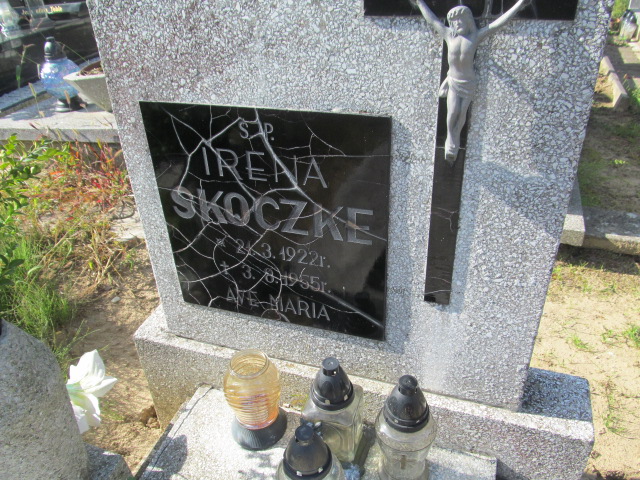 Ś. P.
IRENA
SKOCZKE
* 21.3.1922r.
† 3.8.1965r.
AVE MARIA